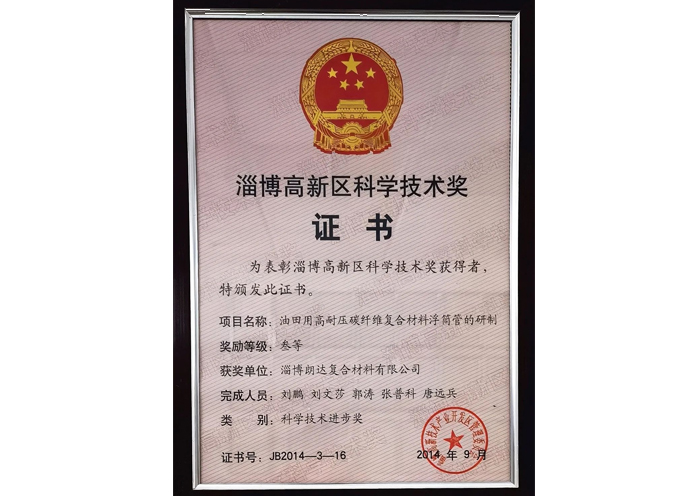 淄博高新区科学技术奖
证书
为表彰淄博高新区科学技术奖获得者，
特颁发此证书。
项目名称：油田用高耐压碳纤维复合材料浮筒管的研制
奖励等级：叁等
获奖单位：淄博朗达复合材料有限公司
完成人员：刘鹏 刘文莎 郭涛 张普科 唐远兵
类 别：科学技术进步奖
证书号：JB2014—3—16
2014 年 9 月